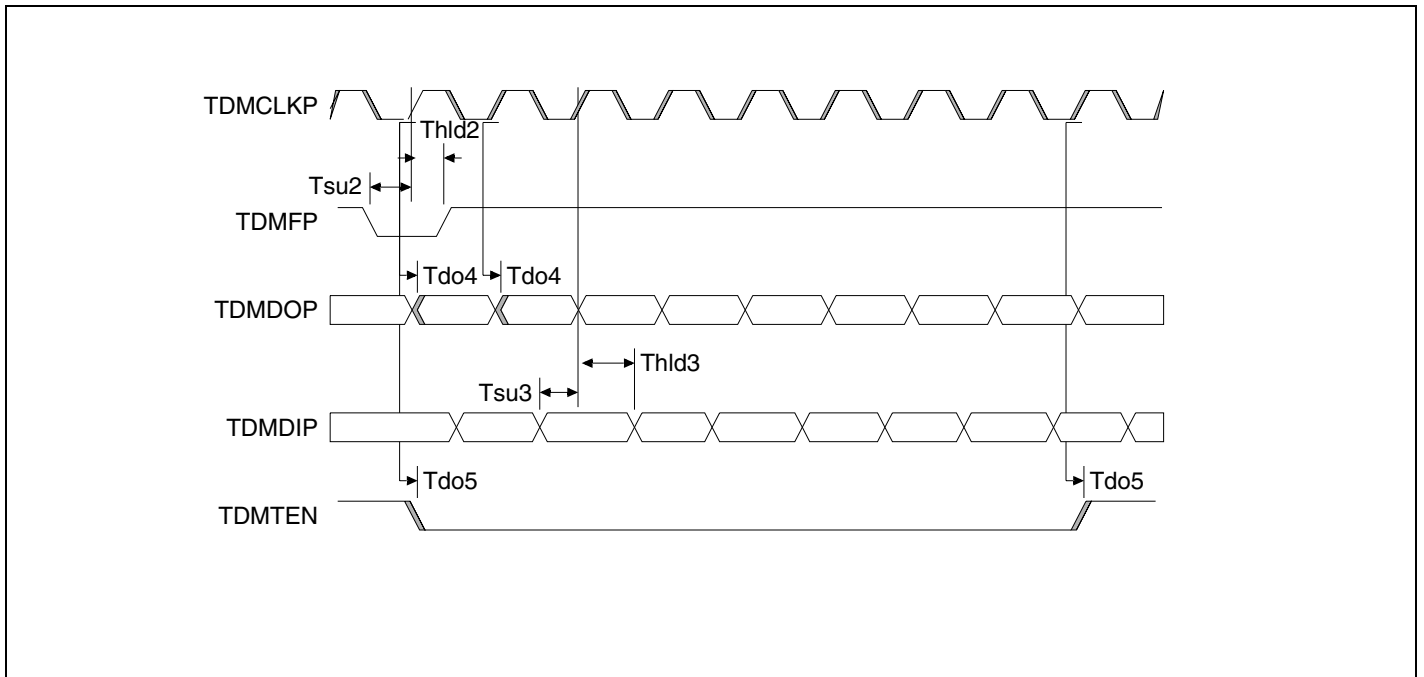 TDMCLKP
Thld2
Tsu2
TDMFP
Tdo4
Tdo4
TDMDOP
Thld3
Tsu3
TDMDIP
Tdo5
Tdo5
TDMTEN